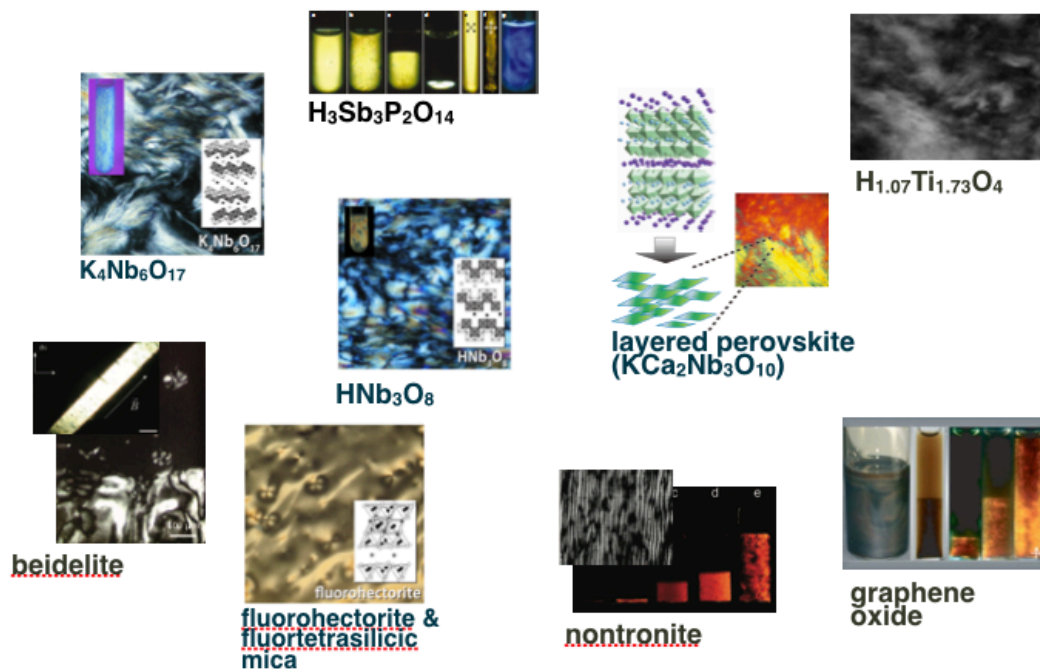 a b c d e f g
H₃Sb₃P₂O₁₄
H₁.₀₇Ti₁.₇₃O₄
K₄Nb₆O₁₇
K₄Nb₆O₁₇
HNb₃O₈
HNb₃O₈
layered perovskite
(KCa₂Nb₃O₁₀)
B
beidelite
fluorohectorite
fluorohectorite &
fluortetrasilicic
mica
c d e
nontronite
graphene
oxide